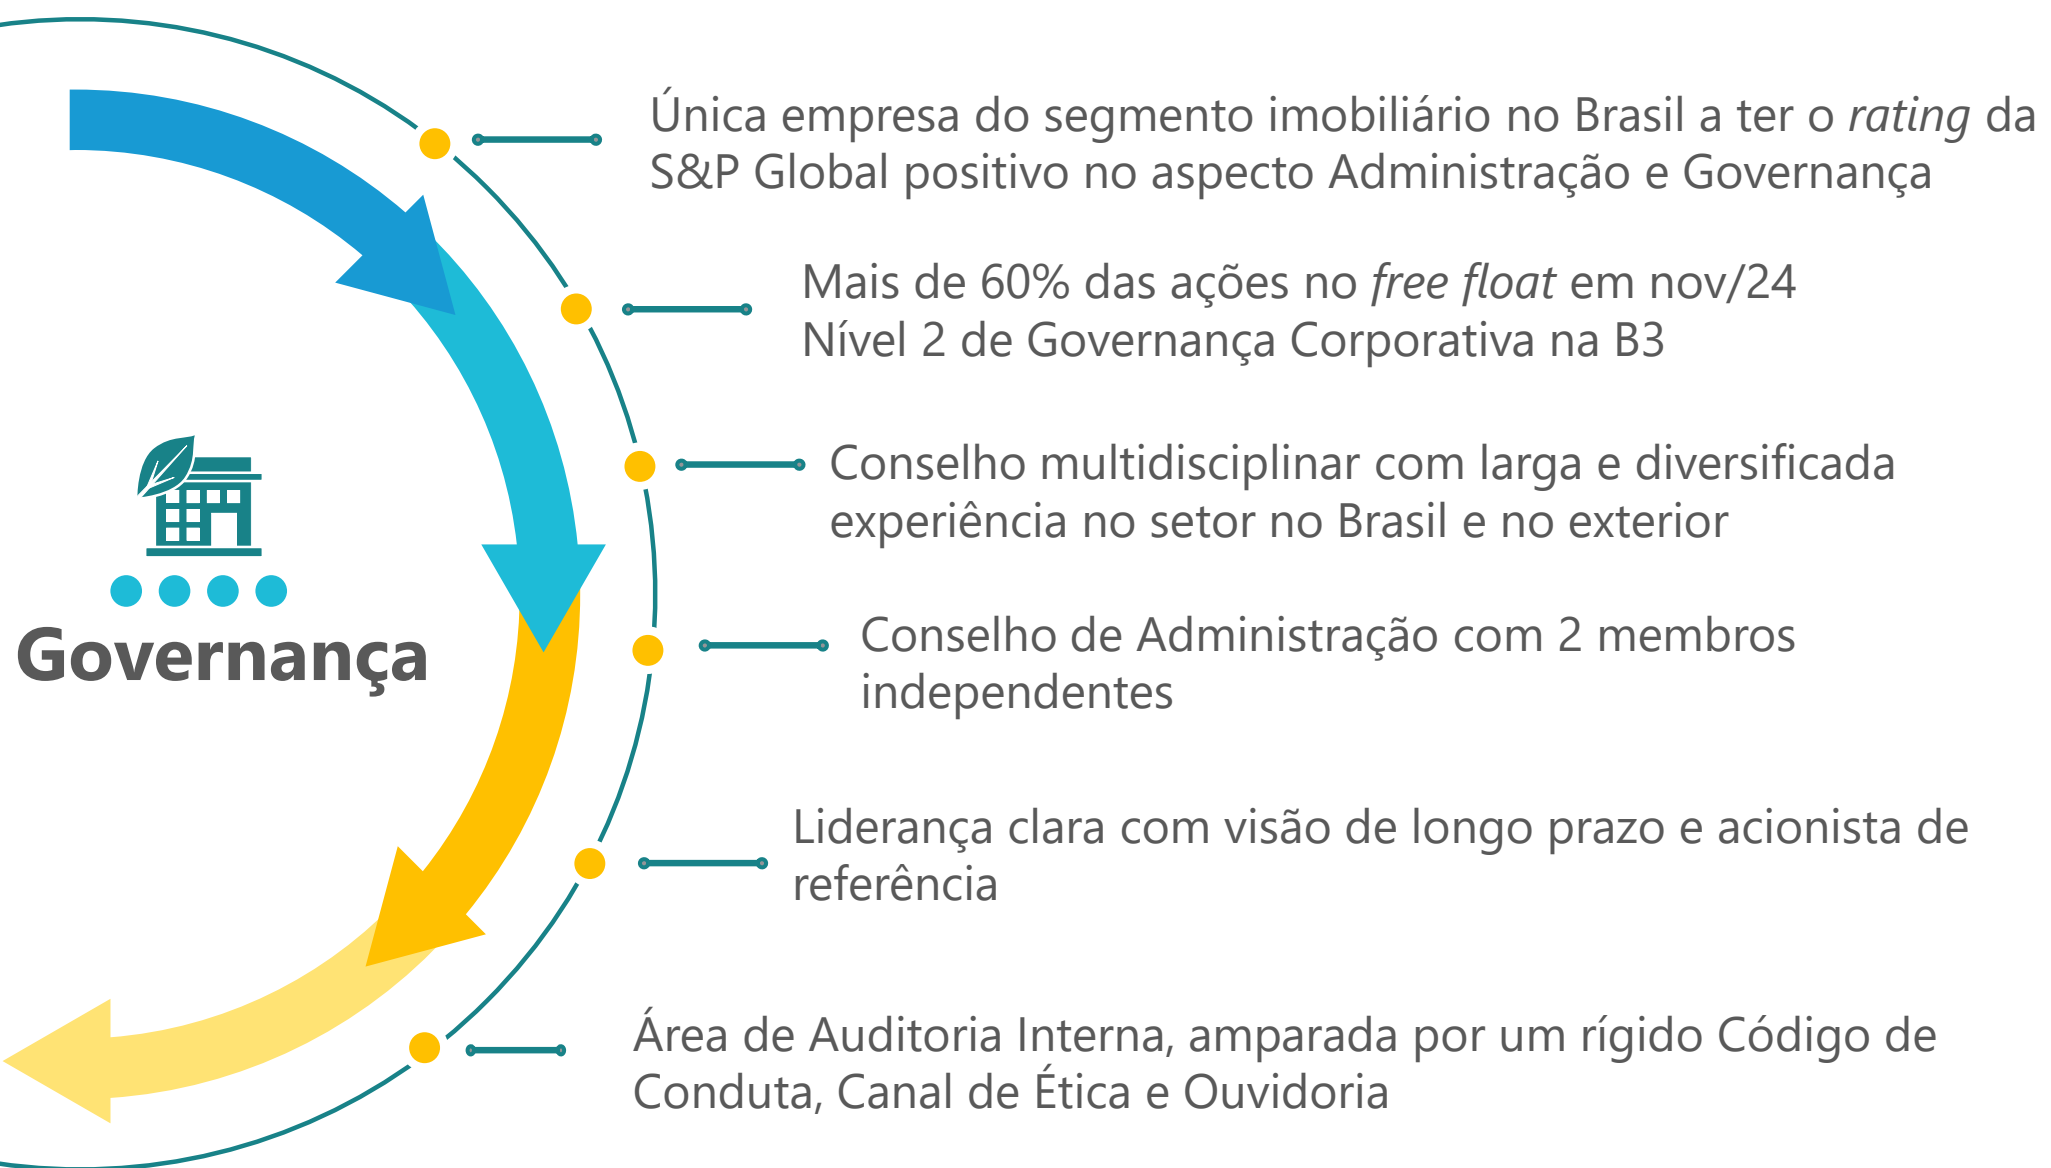 Única empresa do segmento imobiliário no Brasil a ter o rating da
S&P Global positivo no aspecto Administração e Governança
Mais de 60% das ações no free float em nov/24
Nível 2 de Governança Corporativa na B3
Conselho multidisciplinar com larga e diversificada
experiência no setor no Brasil e no exterior
Governança
Conselho de Administração com 2 membros
independentes
Liderança clara com visão de longo prazo e acionista de
referência
Área de Auditoria Interna, amparada por um rígido Código de
Conduta, Canal de Ética e Ouvidoria